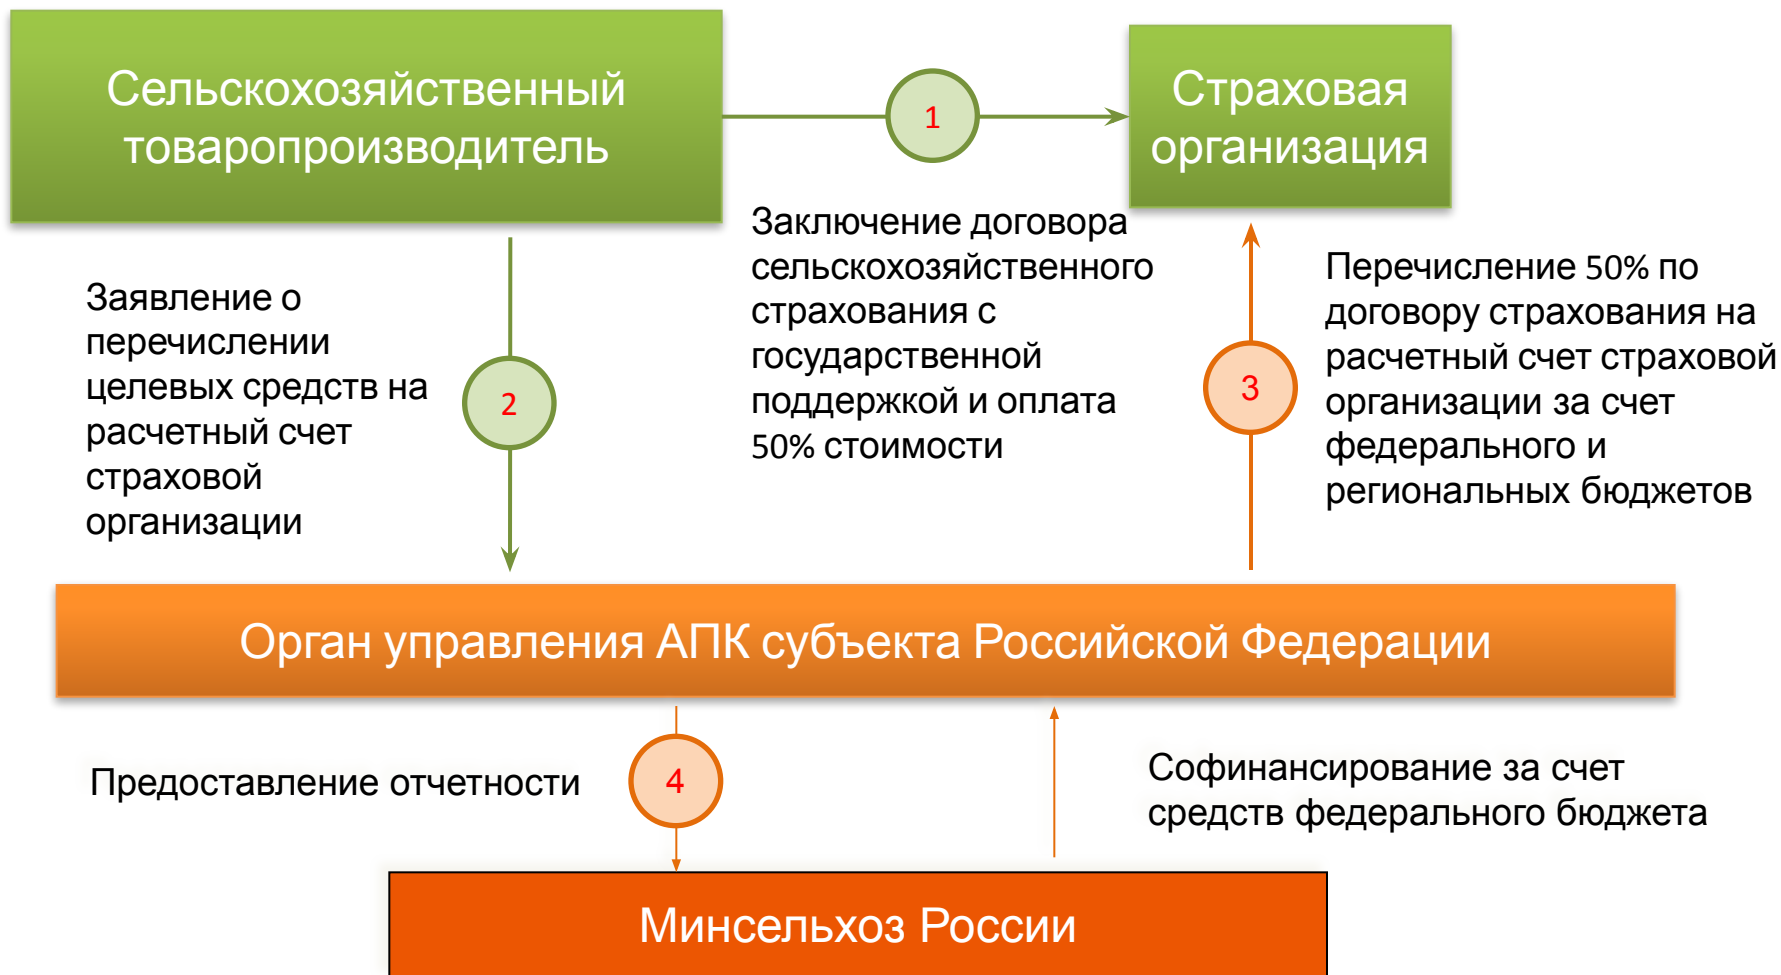 Сельскохозяйственный
товаропроизводитель
1
Страховая
организация
Заявление о
перечислении
целевых средств на
расчетный счет
страховой
организации
2
Заключение договора
сельскохозяйственного
страхования с
государственной
поддержкой и оплата
50% стоимости
3
Перечисление 50% по
договору страхования на
расчетный счет страховой
организации за счет
федерального и
региональных бюджетов
Орган управления АПК субъекта Российской Федерации
Предоставление отчетности
4
Софинансирование за счет
средств федерального бюджета
Минсельхоз России